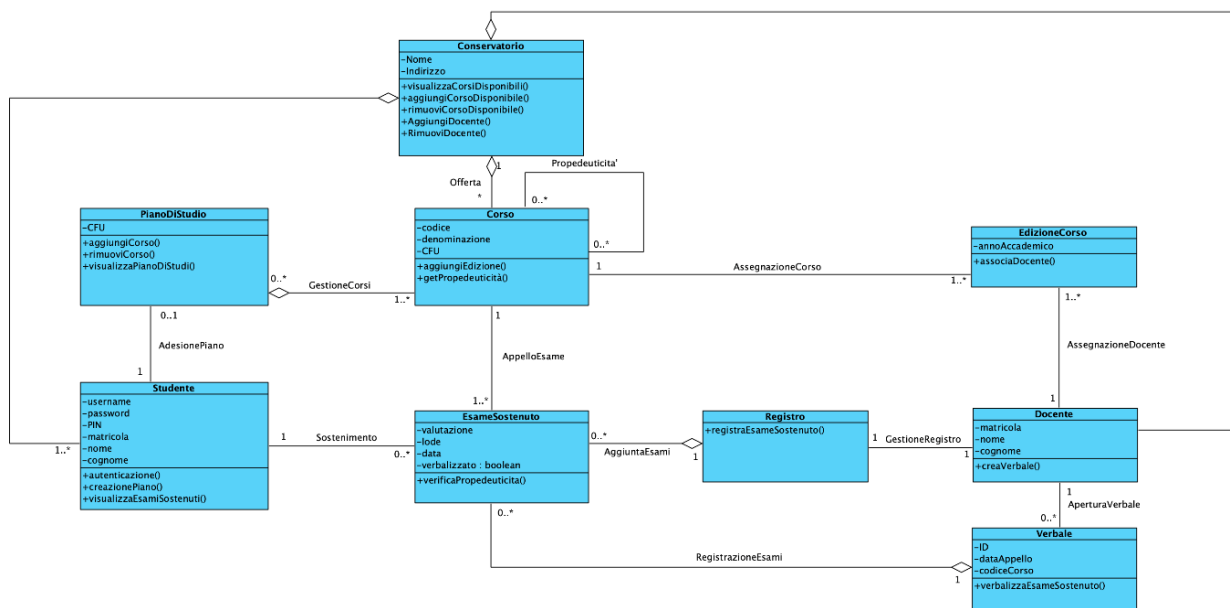 Conservatorio
-Nome
-Indirizzo
+visualizzaCorsiDisponibili()
+aggiungiCorsoDisponibile()
+rimuoviCorsoDisponibile()
+AggiungiDocente()
+RimuoviDocente()
1
Offerta
*
Propedeuticita'
0..*
0..*
PianoDiStudio
-CFU
+aggiungiCorso()
+rimuoviCorso()
+visualizzaPianoDiStudi()
0..*
GestioneCorsi
1..*
Corso
-codice
-denominazione
-CFU
+aggiungiEdizione()
+getPropedeuticità()
1
AssegnazioneCorso
1..*
EdizioneCorso
-annoAccademico
+associaDocente()
0..1
AdesionePiano
1
1
AppelloEsame
1..*
1..*
AssegnazioneDocente
1
Studente
-username
-password
-PIN
-matricola
-nome
-cognome
+autenticazione()
+creazionePiano()
+visualizzaEsamiSostenuti()
1..*
1
Sostenimento
0..*
EsameSostenuto
-valutazione
-lode
-data
-verbalizzato : boolean
+verificaPropedeuticita()
0..*
AggiuntaEsami
1
Registro
+registraEsameSostenuto()
1
GestioneRegistro
1
Docente
-matricola
-nome
-cognome
+creaVerbale()
1
AperturaVerbale
0..*
0..*
RegistrazioneEsami
1
Verbale
-ID
-dataAppello
-codiceCorso
+verbalizzaEsameSostenuto()